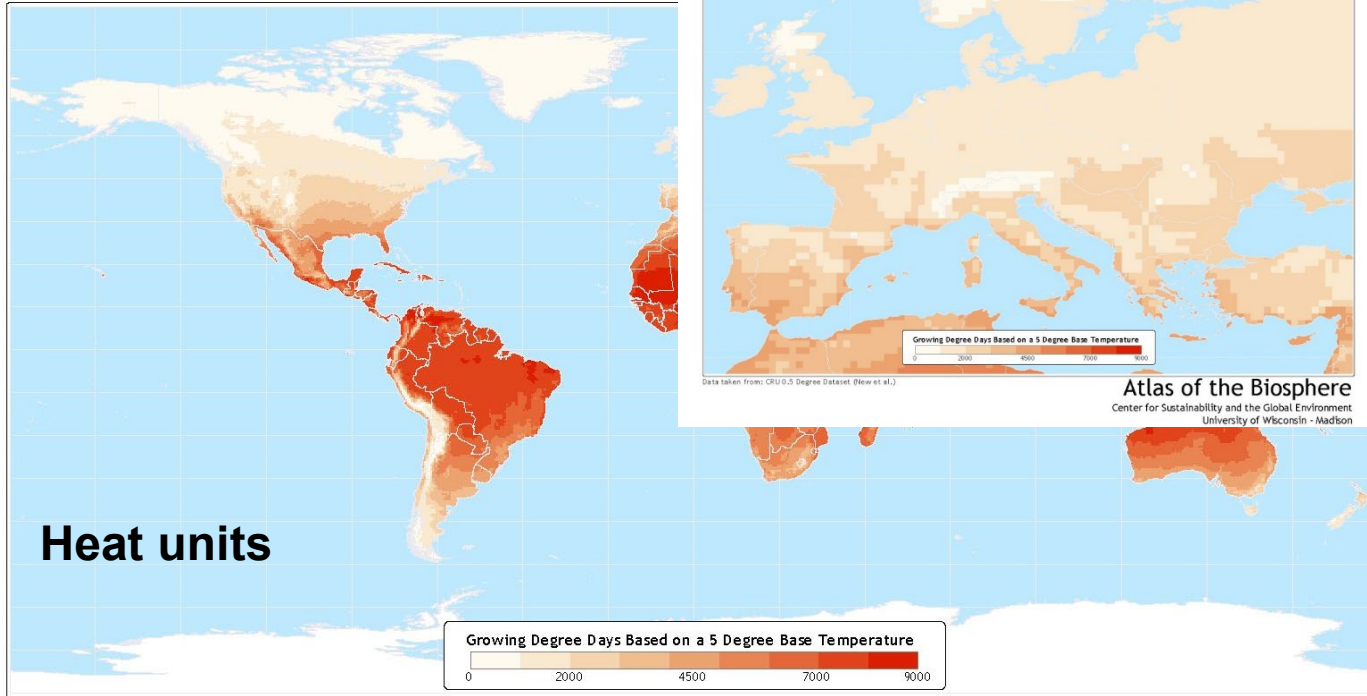 Growing Degree Days Based on a 5 Degree Base Temperature
0 2000 4500 7000 9000
Data taken from: CRU 0.5 Degree Dataset (New et al.)
Atlas of the Biosphere
Center for Sustainability and the Global Environment
University of Wisconsin - Madison
Heat units
Growing Degree Days Based on a 5 Degree Base Temperature
0 2000 4500 7000 9000